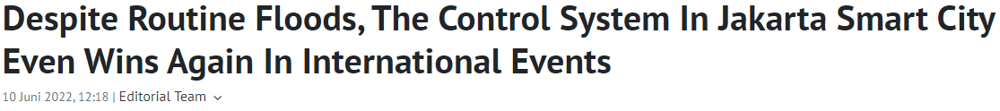 Despite Routine Floods, The Control System In Jakarta Smart City
Even Wins Again In International Events
10 Juni 2022, 12:18 | Editorial Team